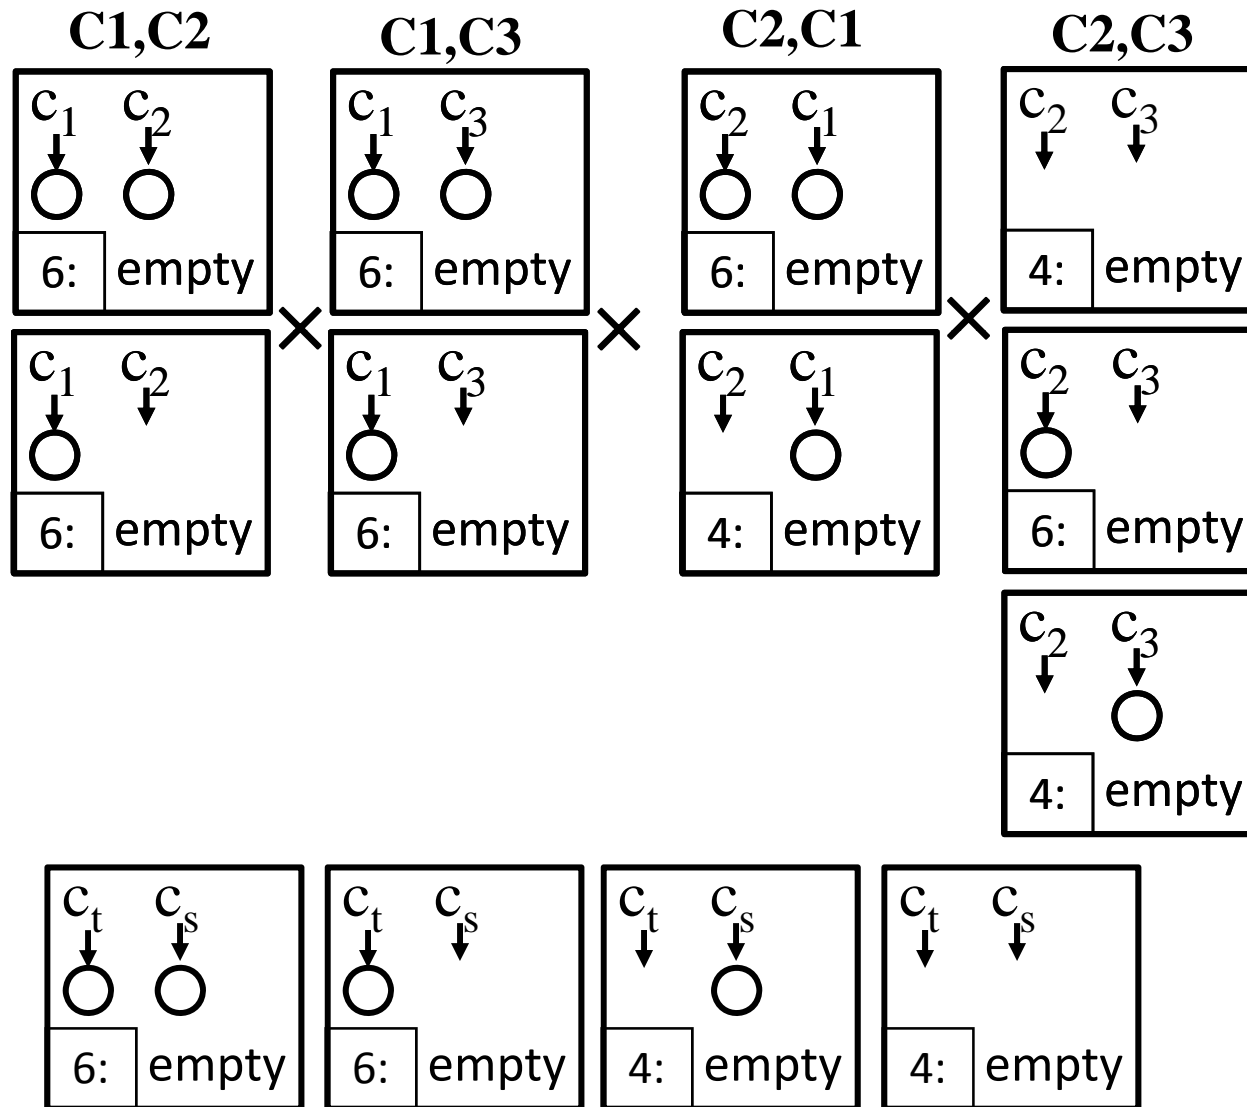 C1,C2 C1,C3 C2,C1 C2,C3
c1 c2 c1 c3 c2 c1 c2 c3
6: empty 6: empty 6: empty 4: empty
× × ×
c1 c2 c1 c3 c2 c1 c2 c3
6: empty 6: empty 4: empty 6: empty
c2 c3
4: empty
ct cs ct cs ct cs ct cs
6: empty 6: empty 4: empty 4: empty